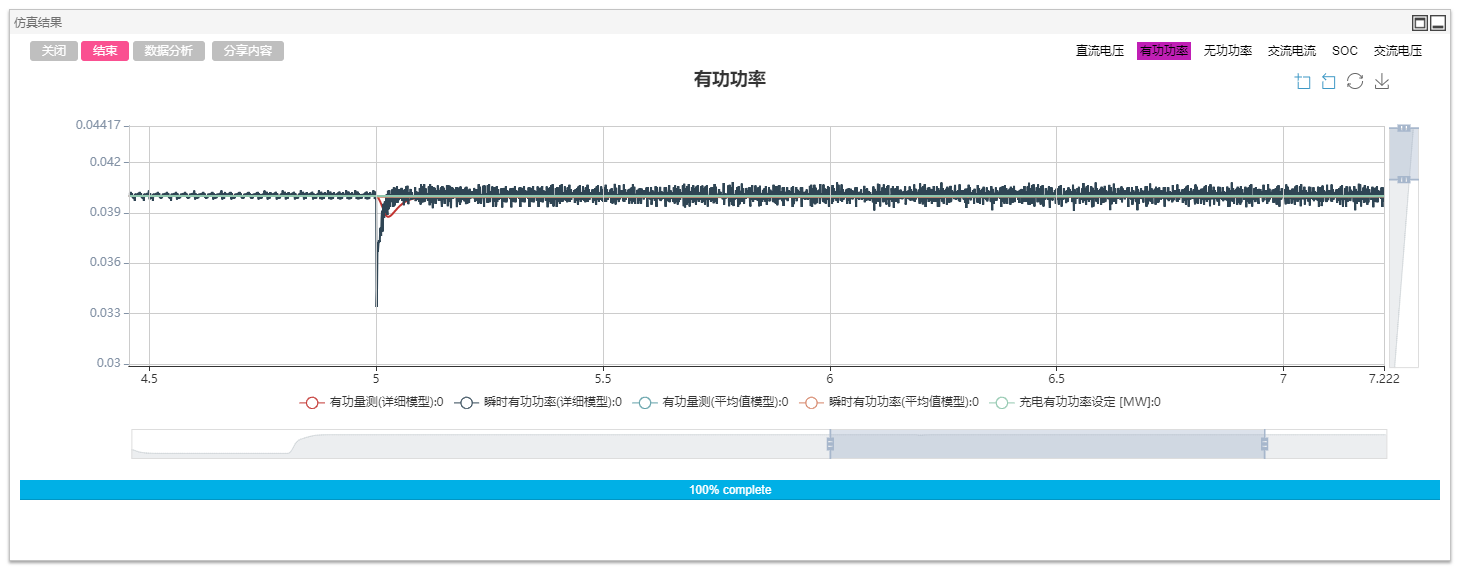 仿真结果
关闭 结束 数据分析 分享内容
直流电压 有功功率 无功功率 交流电流 SOC 交流电压
有功功率
0.04417
0.042
0.039
0.036
0.033
0.03
4.5 5 5.5 6 6.5 7 7.222
有功量测(详细模型):0 瞬时有功功率(详细模型):0 有功量测(平均值模型):0 瞬时有功功率(平均值模型):0 充电有功功率设定 [MW]:0
100% complete